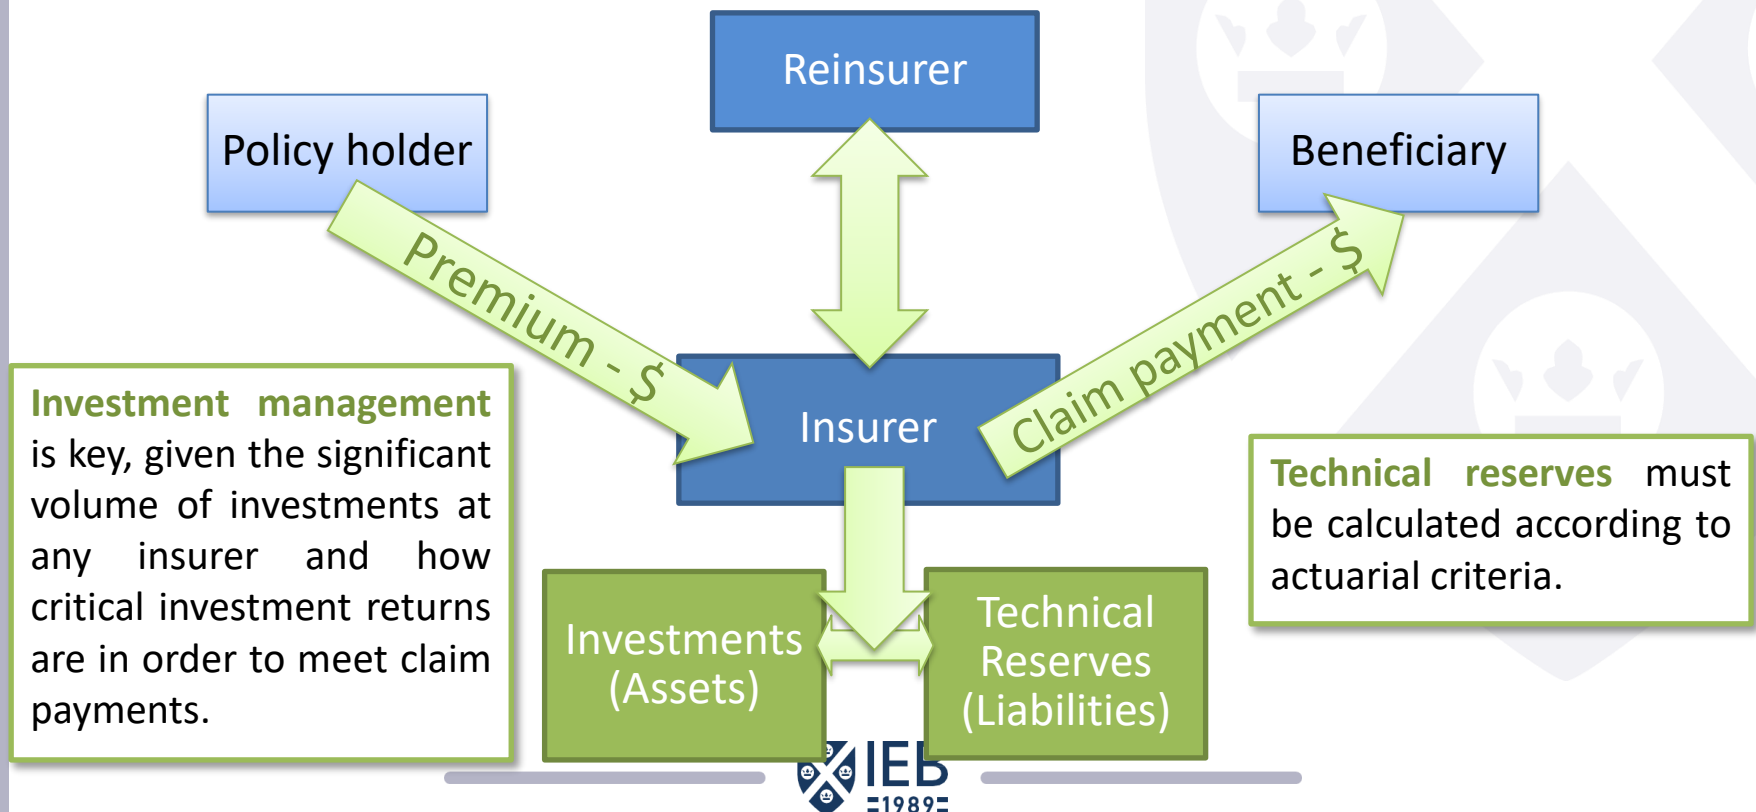 Reinsurer
Policy holder
Beneficiary
Premium - $
Claim payment - $
Insurer
Investment management
is key, given the significant
volume of investments at
any insurer and how
critical investment returns
are in order to meet claim
payments.
Technical reserves must
be calculated according to
actuarial criteria.
Investments
(Assets)
Technical
Reserves
(Liabilities)
IEB
1989